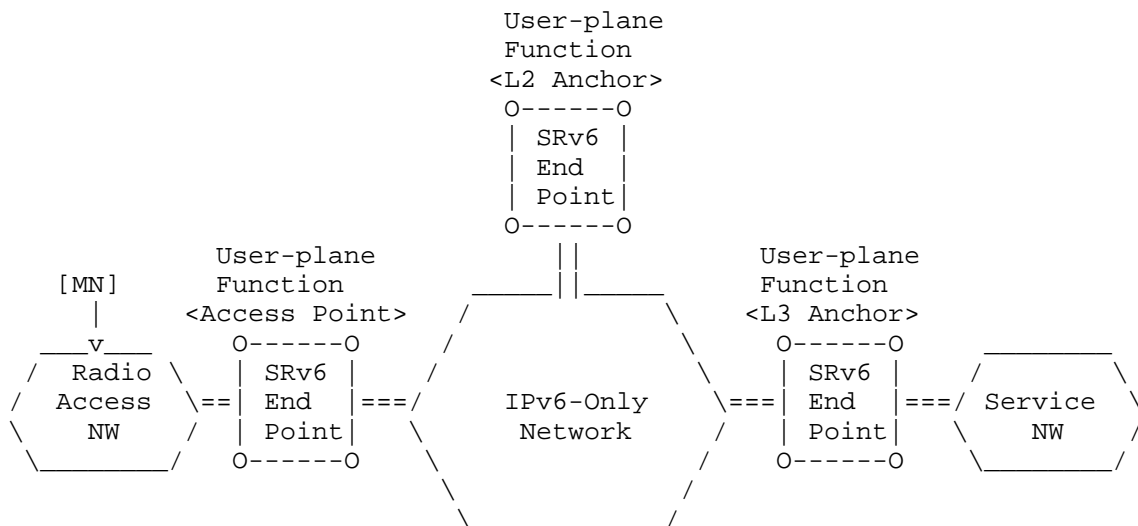 User-plane
Function
<L2 Anchor>
SRv6
End
Point
User-plane
Function
<Access Point>
User-plane
Function
<L3 Anchor>
[MN]
Radio
Access
NW
SRv6
End
Point
IPv6-Only
Network
SRv6
End
Point
Service
NW